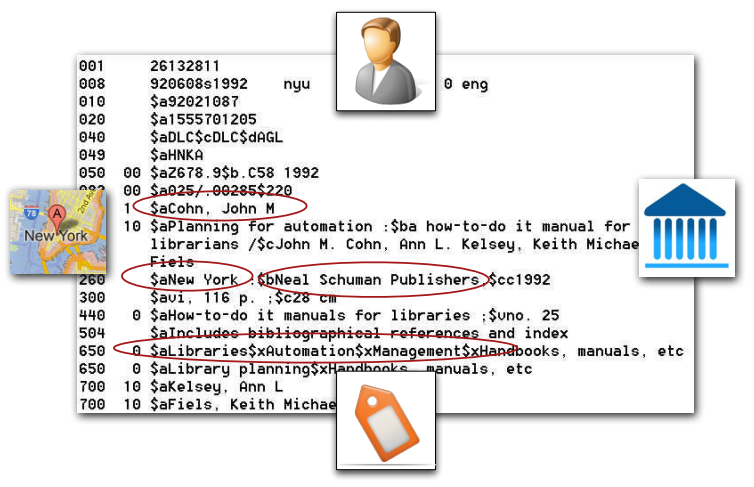 001 26132811
008 920608s1992 nyu 0 eng
010 $a92021087
020 $a1555701205
040 $aDLC$cDLC$dAGL
049 $aHNKA
050 00 $aZ678.9$b.C58 1992
00 $a025/.00285$220
1 $aCohn, John M
10 $aPlanning for automation :$ba how-to-do it manual for
librarians /$cJohn M. Cohn, Ann L. Kelsey, Keith Michae
Fiels
260 $aNew York :$bNeal Schuman Publishers,$cc1992
300 $avi, 116 p. ;$c28 cm
440 0 $aHow-to-do it manuals for libraries ;$vno. 25
504 $aIncludes bibliographical references and index
650 0 $aLibraries$xAutomation$xManagement$xHandbooks, manuals, etc
650 0 $aLibrary planning$xHandbooks, manuals, etc
700 10 $aKelsey, Ann L
700 10 $aFiels, Keith Michae
2nd Ave
78
A
New York